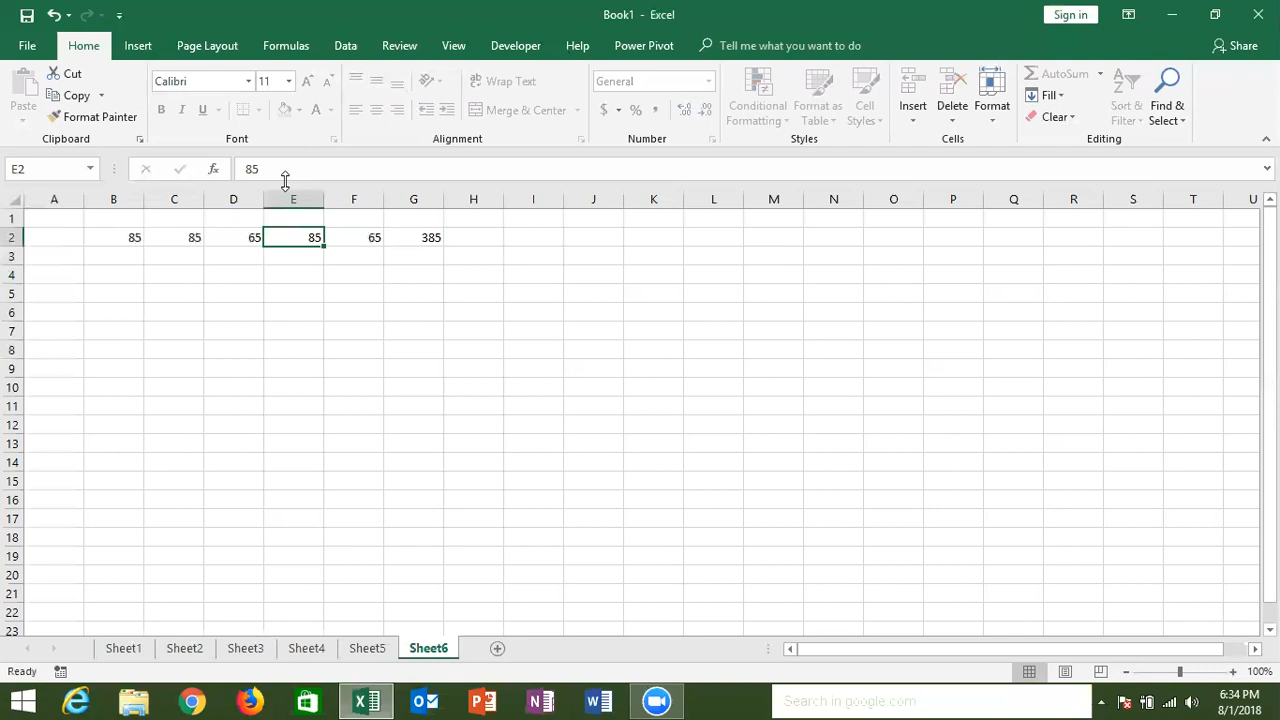 Book1 - Excel
Sign in
File Home Insert Page Layout Formulas Data Review View Developer Help Power Pivot Tell me what you want to do Share
Paste
Cut
Copy
Format Painter
Clipboard
Calibri 11
B I U
Font
Wrap Text
Merge & Center
Alignment
General
$ % ,
Number
Conditional Formatting
Format as Table
Cell Styles
Styles
Insert Delete Format
Cells
AutoSum
Fill
Clear
Sort & Filter
Find & Select
Editing
E2 fx 85
A B C D E F G H I J K L M N O P Q R S T U
1
2 85 85 65 85 65 385
3
4
5
6
7
8
9
10
11
12
13
14
15
16
17
18
19
20
21
22
23
Sheet1 Sheet2 Sheet3 Sheet4 Sheet5 Sheet6
Ready 100%
Search in google.com
6:34 PM
8/1/2018